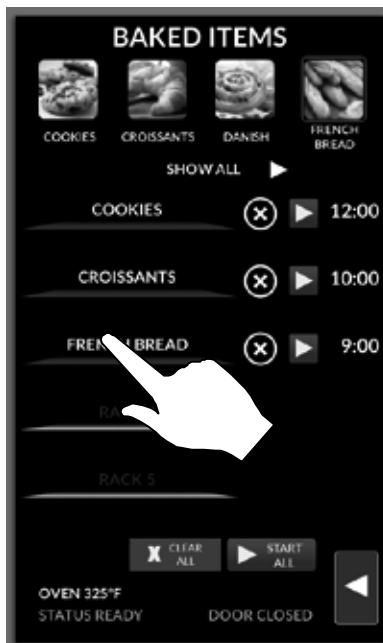 BAKED ITEMS
COOKIES CROISSANTS DANISH FRENCH BREAD
SHOW ALL
COOKIES 12:00
CROISSANTS 10:00
FRENCH BREAD 9:00
RACK 5
X CLEAR ALL START ALL
OVEN 325°F
STATUS READY DOOR CLOSED